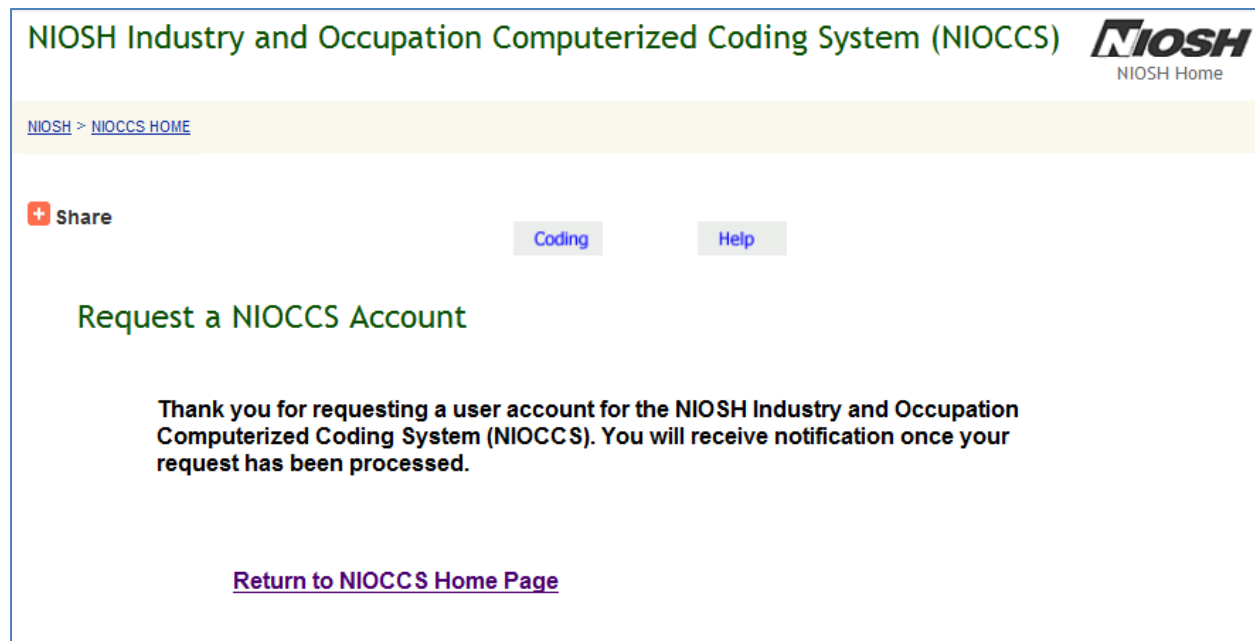 NIOSH Industry and Occupation Computerized Coding System (NIOCCS)
NIOSH
NIOSH Home
NIOSH > NIOCCS HOME
+ Share
Coding Help
Request a NIOCCS Account
Thank you for requesting a user account for the NIOSH Industry and Occupation
Computerized Coding System (NIOCCS). You will receive notification once your
request has been processed.
Return to NIOCCS Home Page